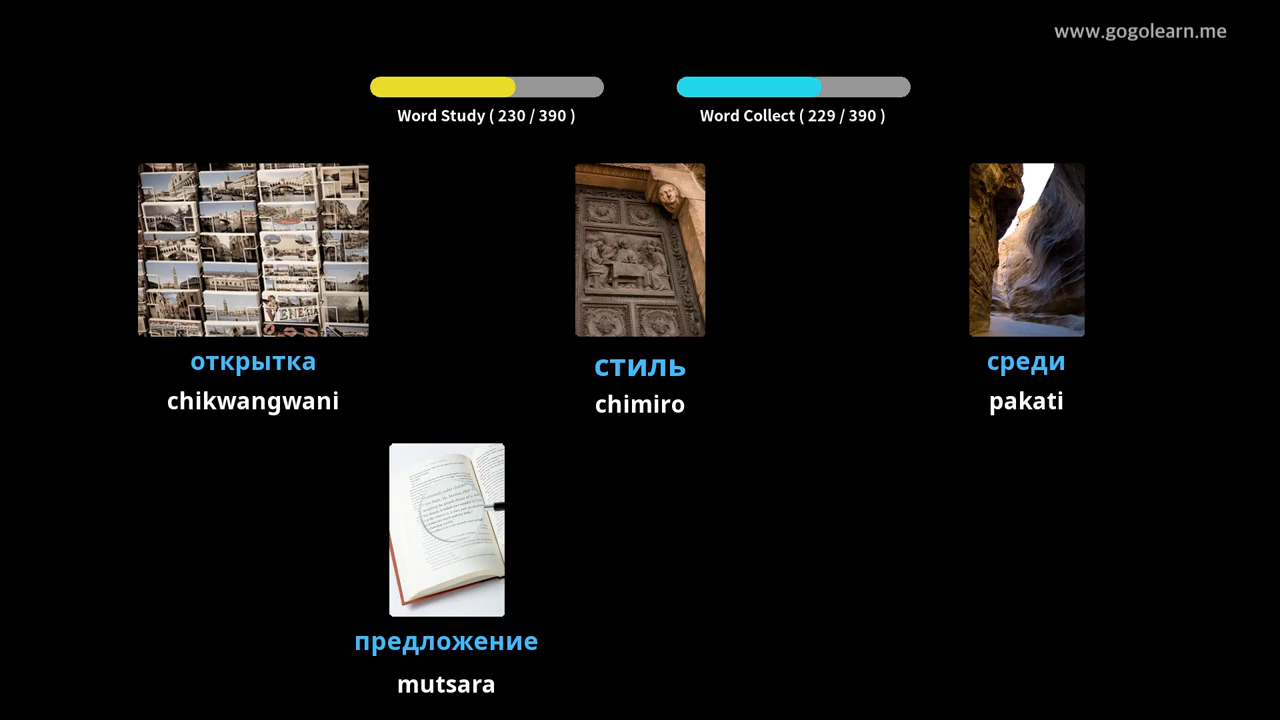 www.gogolearn.me
Word Study ( 230 / 390 )
Word Collect ( 229 / 390 )
открытка
chikwangwani
стиль
chimiro
среди
pakati
предложение
mutsara